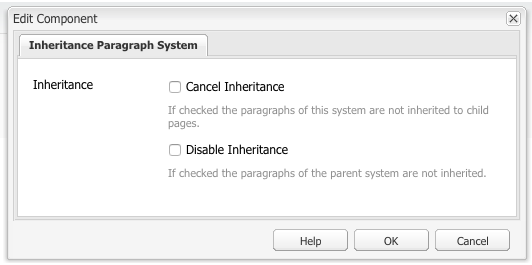 Edit Component
Inheritance Paragraph System
Inheritance
Cancel Inheritance
If checked the paragraphs of this system are not inherited to child
pages.
Disable Inheritance
If checked the paragraphs of the parent system are not inherited.
Help
OK
Cancel